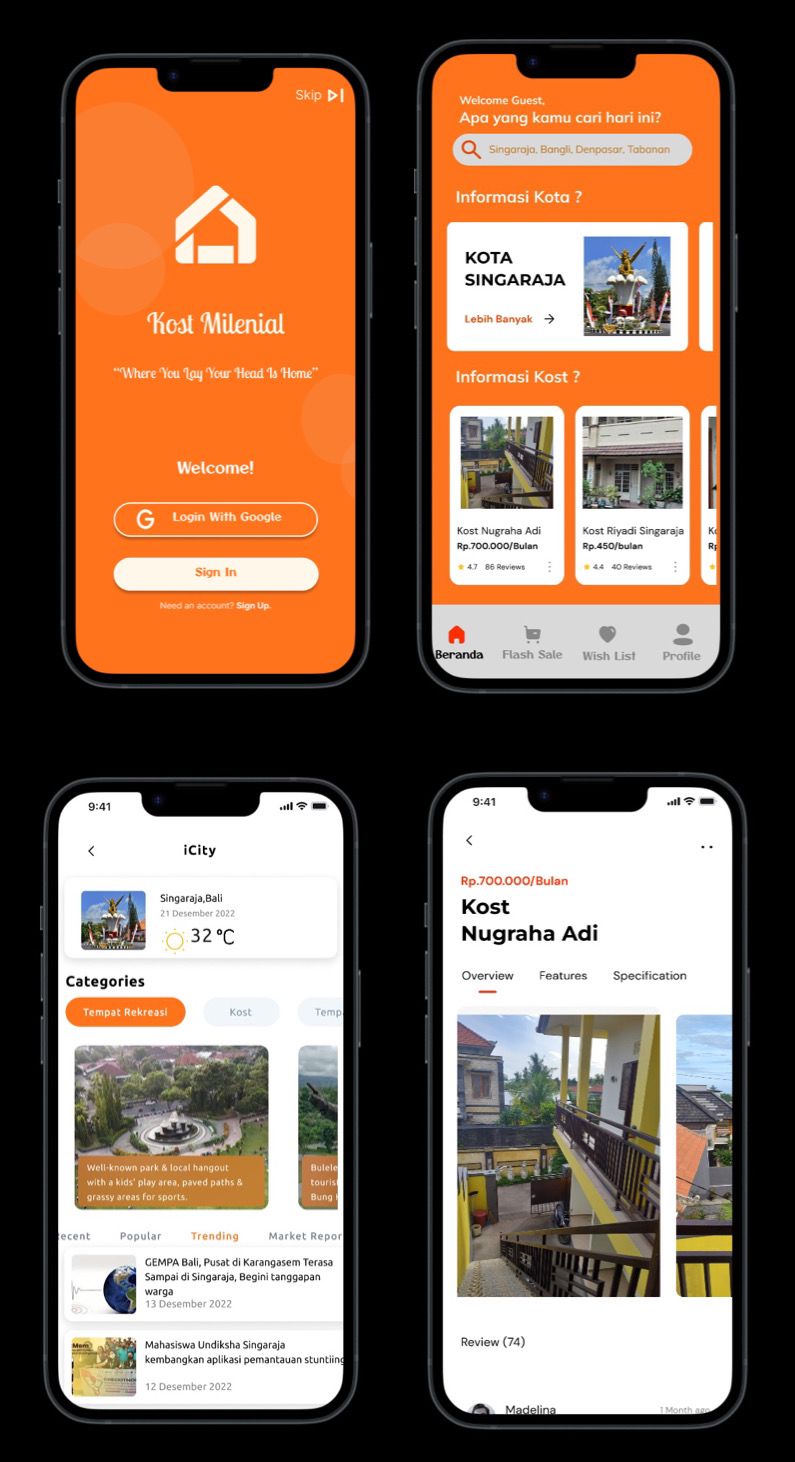 Skip
Kost Milenial
“Where You Lay Your Head Is Home”
Welcome!
G Login With Google
Sign In
Need an account? Sign Up.
Welcome Guest,
Apa yang kamu cari hari ini?
Singaraja, Bangli, Denpasar, Tabanan
Informasi Kota ?
KOTA
SINGARAJA
Lebih Banyak
Informasi Kost ?
Kost Nugraha Adi
Rp.700.000/Bulan
4.7 86 Reviews
Kost Riyadi Singaraja
Rp.450/bulan
4.4 40 Reviews
Beranda
Flash Sale
Wish List
Profile
9:41
iCity
Singaraja,Bali
21 Desember 2022
32 °C
Categories
Tempat Rekreasi
Kost
Temp
Well-known park & local hangout
with a kids' play area, paved paths &
grassy areas for sports.
Bulele
touris
Bung
ecent
Popular
Trending
Market Repor
GEMPA Bali, Pusat di Karangasem Terasa
Sampai di Singaraja, Begini tanggapan
warga
13 Desember 2022
Mahasiswa Undiksha Singaraja
kembangkan aplikasi pemantauan stuntiing
12 Desember 2022
9:41
Rp.700.000/Bulan
Kost
Nugraha Adi
Overview
Features
Specification
Review (74)
Madelina
1 Month ago